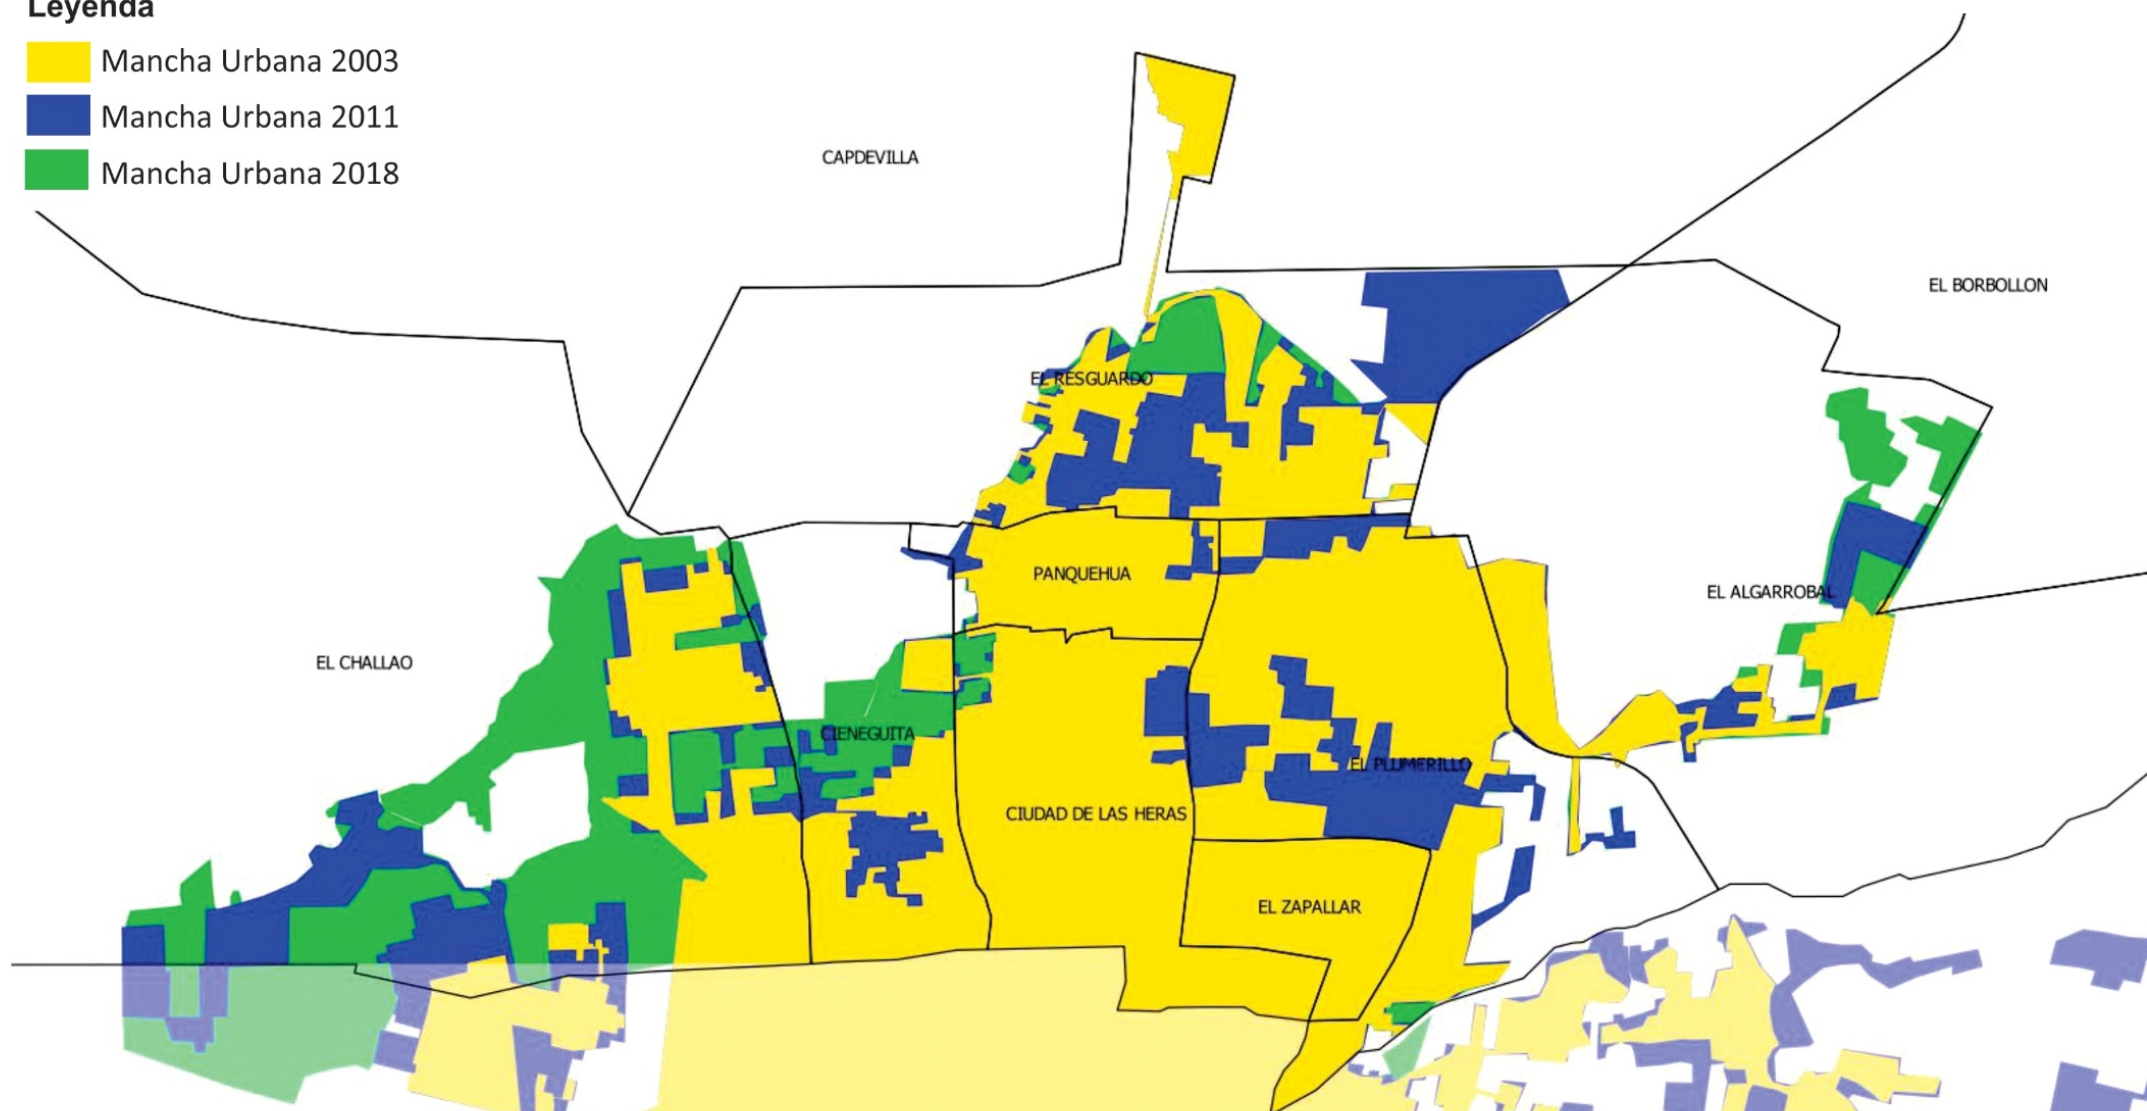 Leyenda
Mancha Urbana 2003
Mancha Urbana 2011
Mancha Urbana 2018
CAPDEVILLA
EL BORBOLLON
EL RESGUARDO
PANQUEHUA
EL ALGARROBAL
EL CHALLAO
CIENEGUITA
EL PLUMERILLO
CIUDAD DE LAS HERAS
EL ZAPALLAR